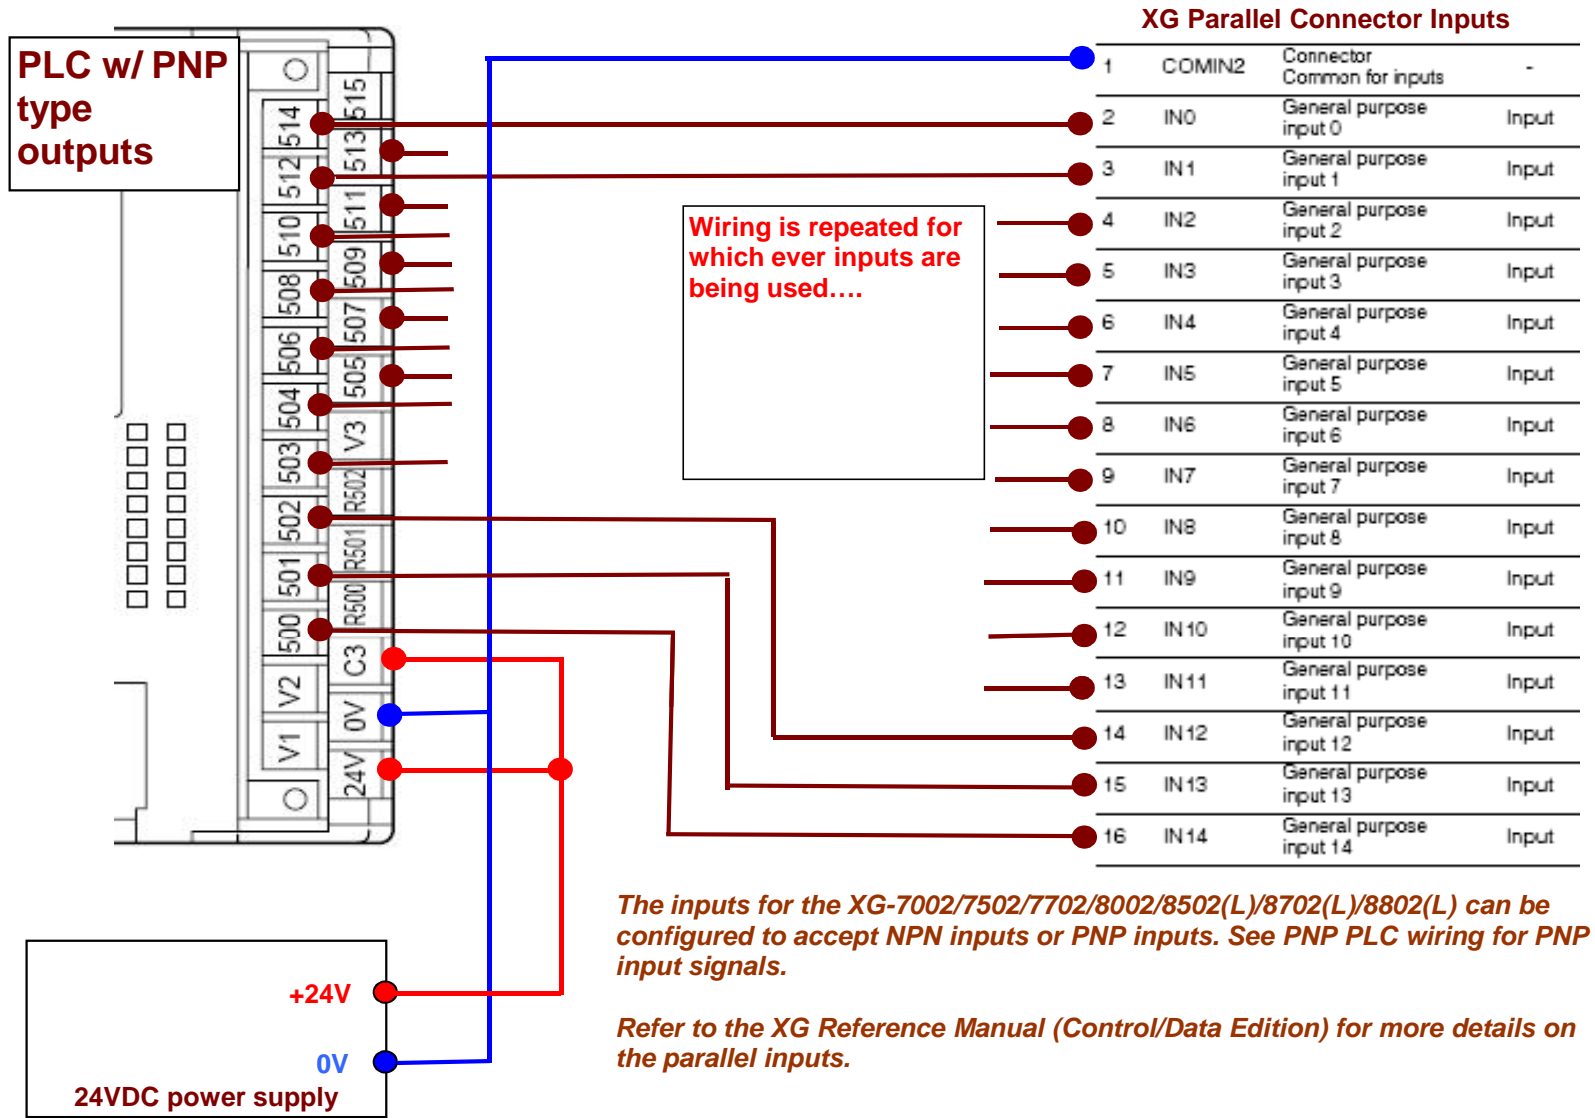 XG Parallel Connector Inputs
PLC w/ PNP
type
outputs
514
512
510
508
506
504
503
502
501
500
V2
V1
515
513
511
509
507
505
V3
R502
R501
R500
C3
0V
24V
1 COMIN2 Connector Common for inputs -
2 IN0 General purpose input 0 Input
3 IN1 General purpose input 1 Input
4 IN2 General purpose input 2 Input
5 IN3 General purpose input 3 Input
6 IN4 General purpose input 4 Input
7 IN5 General purpose input 5 Input
8 IN6 General purpose input 6 Input
9 IN7 General purpose input 7 Input
10 IN8 General purpose input 8 Input
11 IN9 General purpose input 9 Input
12 IN10 General purpose input 10 Input
13 IN11 General purpose input 11 Input
14 IN12 General purpose input 12 Input
15 IN13 General purpose input 13 Input
16 IN14 General purpose input 14 Input
Wiring is repeated for
which ever inputs are
being used....
The inputs for the XG-7002/7502/7702/8002/8502(L)/8702(L)/8802(L) can be
configured to accept NPN inputs or PNP inputs. See PNP PLC wiring for PNP
input signals.
Refer to the XG Reference Manual (Control/Data Edition) for more details on
the parallel inputs.
+24V
0V
24VDC power supply